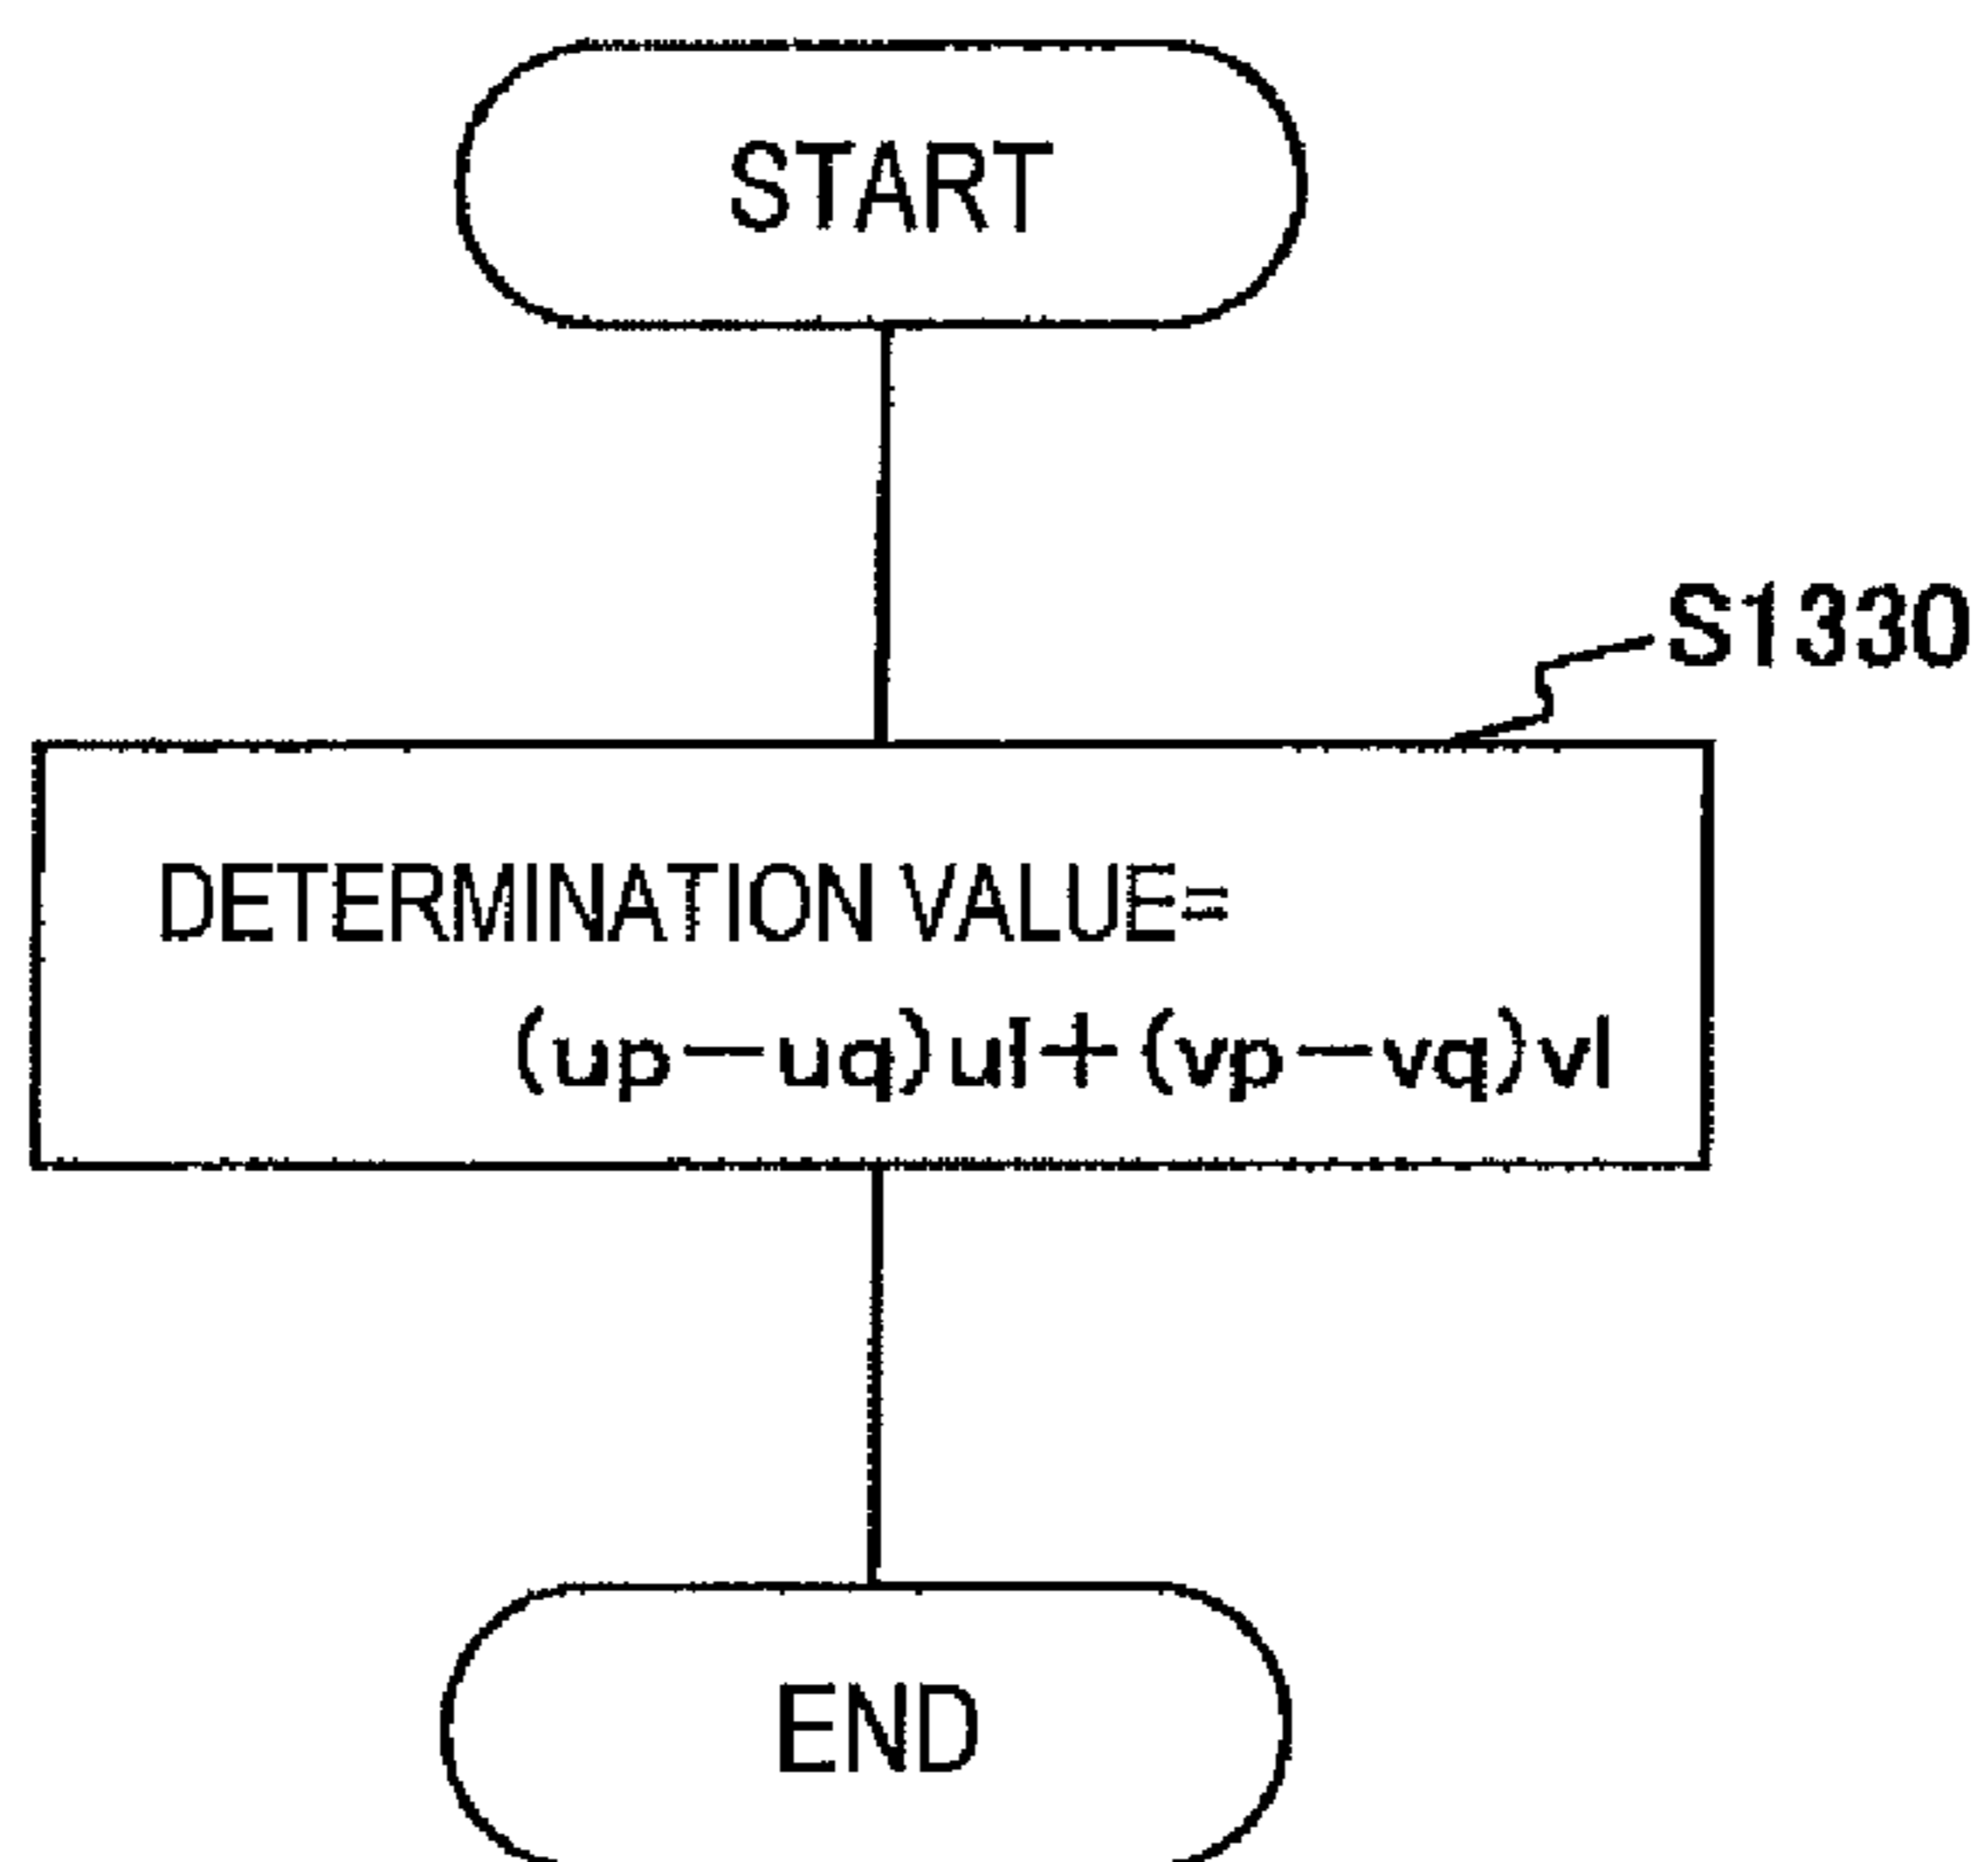 START
S1330
DETERMINATION VALUE=
(up−uq)ul+(vp−vq)vl
END